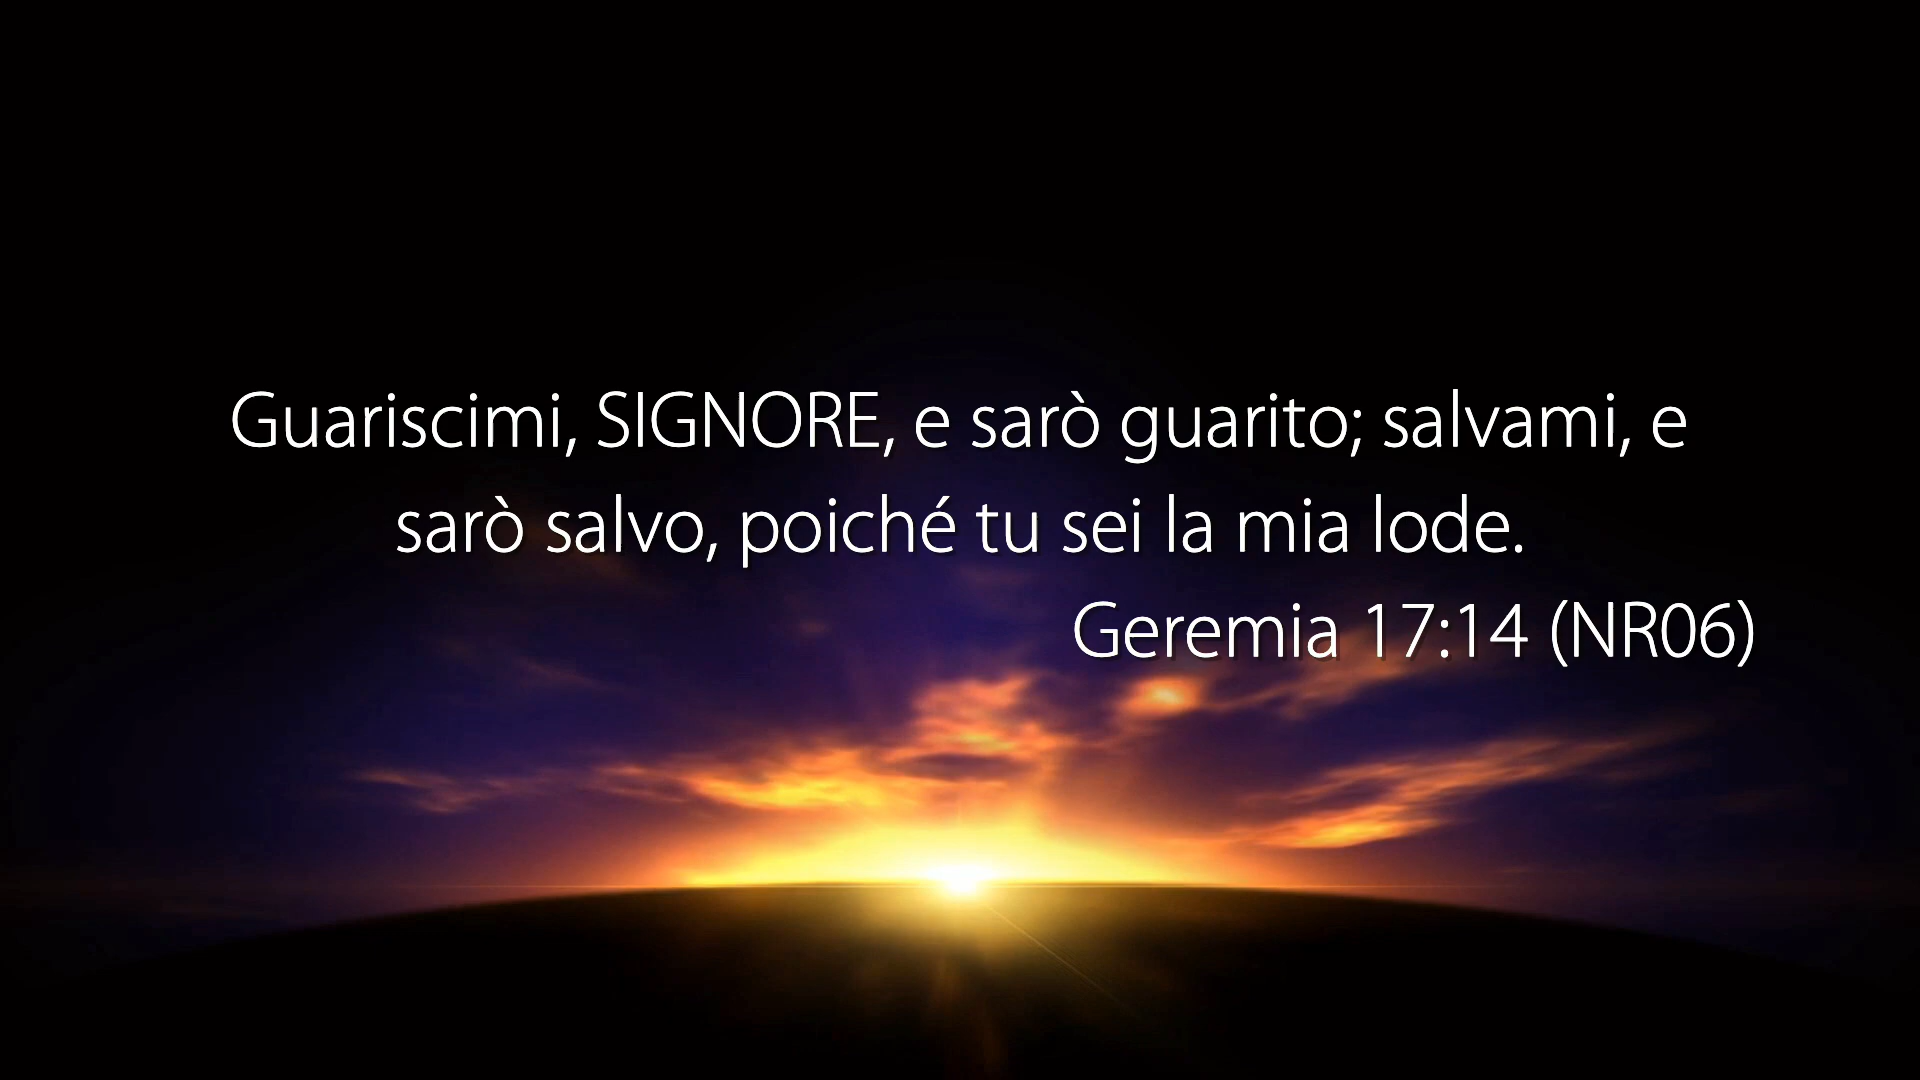 Guariscimi, SIGNORE, e sarò guarito; salvami, e
sarò salvo, poiché tu sei la mia lode.
Geremia 17:14 (NR06)